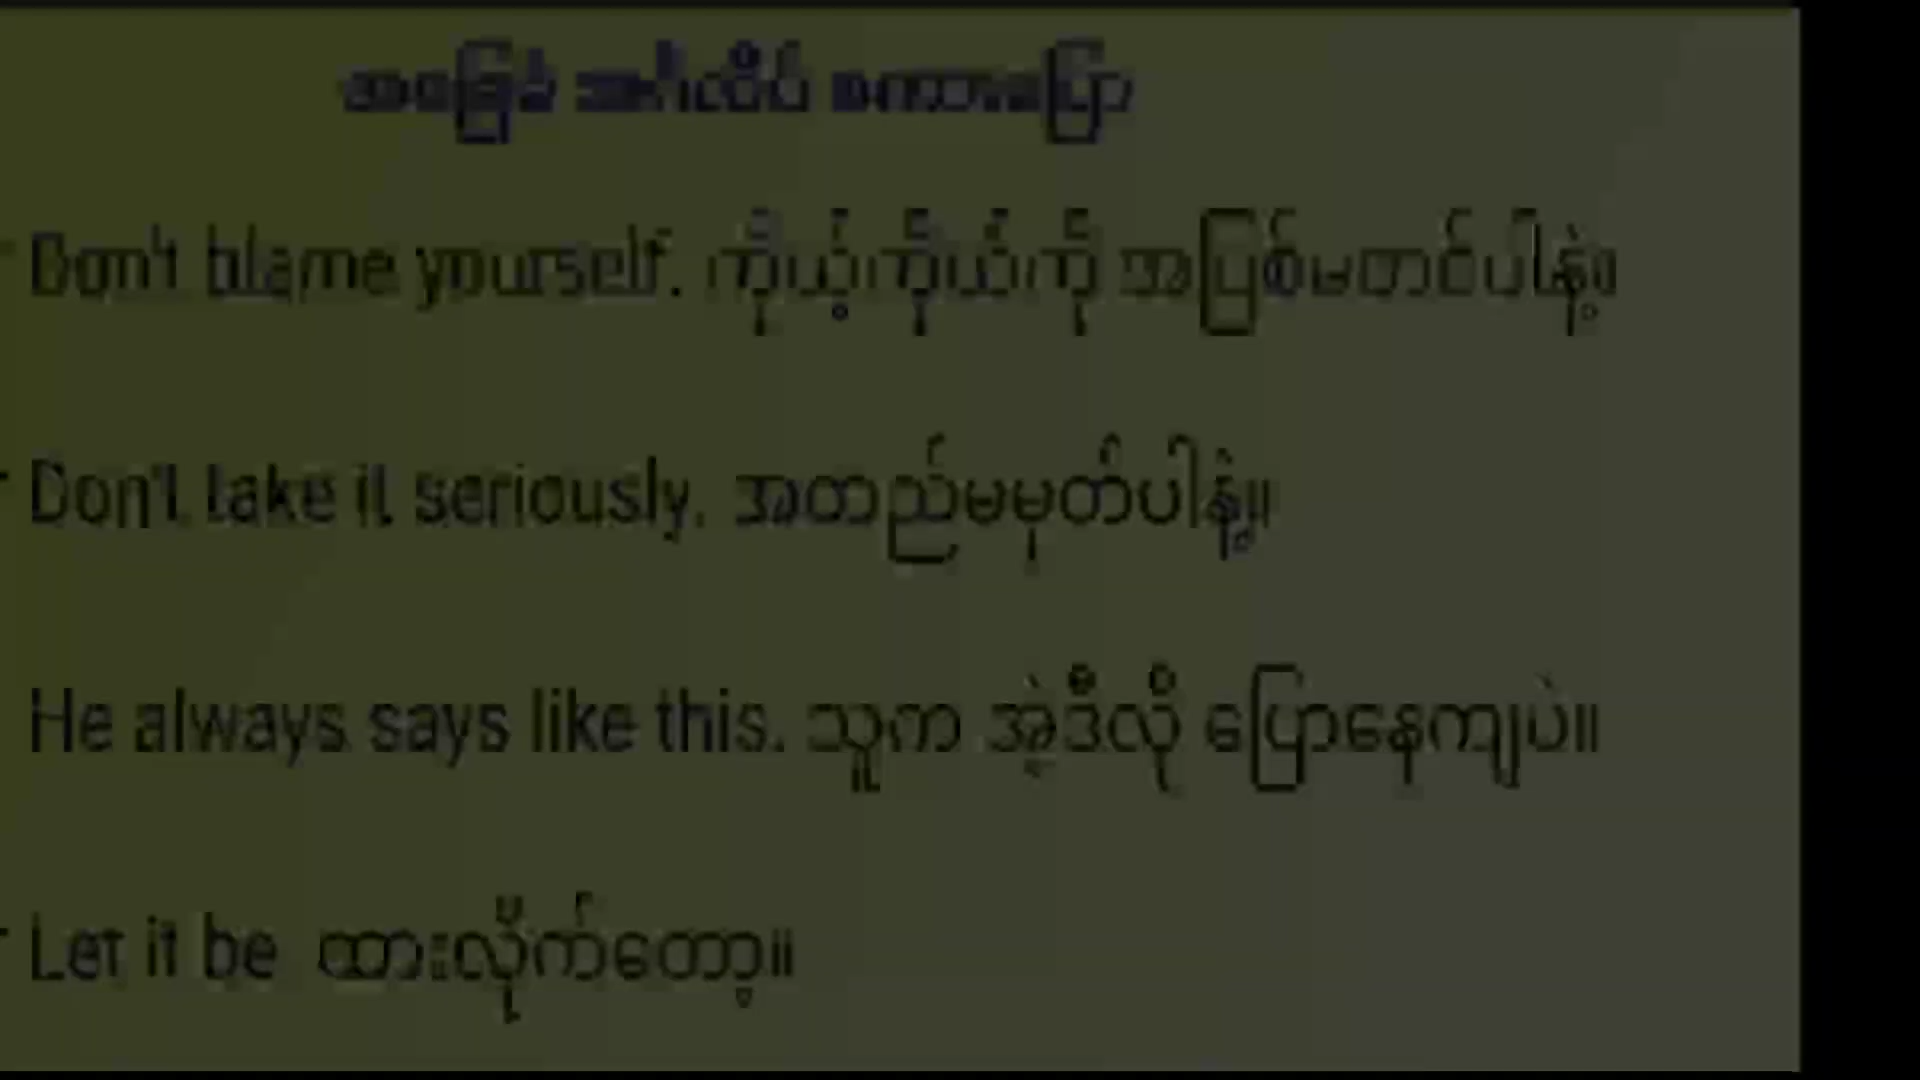 အခြေခံ အင်္ဂလိပ် စကားပြော
Don't blame yourself. ကိုယ့်ကိုယ်ကို အပြစ်မတင်ပါနဲ့။
Don't take it seriously. အတည်မမှတ်ပါနဲ့။
He always says like this. သူက အဲ့ဒီလို ပြောနေကျပဲ။
Let it be ထားလိုက်တော့။